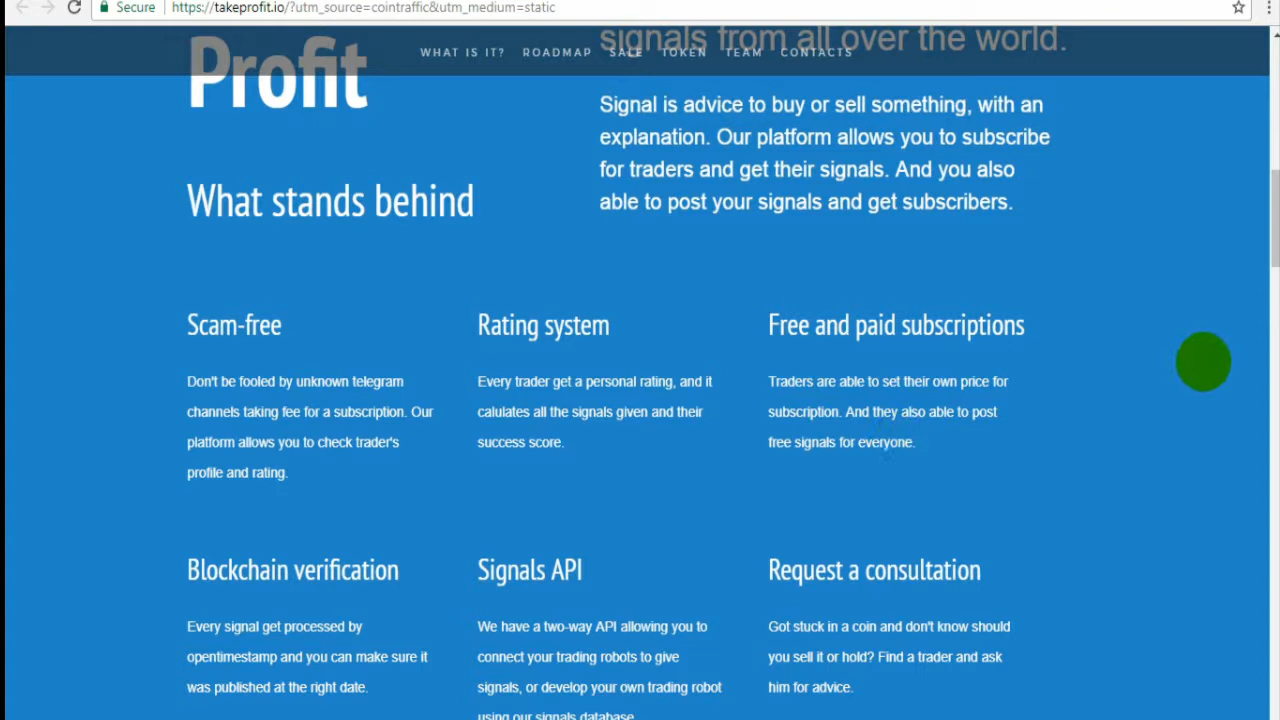 Secure https://takeprofit.io/?utm_source=cointraffic&utm_medium=static
signals from all over the world.
WHAT IS IT? ROADMAP SALE TOKEN TEAM CONTACTS
Profit
Signal is advice to buy or sell something, with an
explanation. Our platform allows you to subscribe
for traders and get their signals. And you also
able to post your signals and get subscribers.
What stands behind
Scam-free
Don't be fooled by unknown telegram
channels taking fee for a subscription. Our
platform allows you to check trader's
profile and rating.
Rating system
Every trader get a personal rating, and it
calulates all the signals given and their
success score.
Free and paid subscriptions
Traders are able to set their own price for
subscription. And they also able to post
free signals for everyone.
Blockchain verification
Every signal get processed by
opentimestamp and you can make sure it
was published at the right date.
Signals API
We have a two-way API allowing you to
connect your trading robots to give
signals, or develop your own trading robot
using our signals database.
Request a consultation
Got stuck in a coin and don't know should
you sell it or hold? Find a trader and ask
him for advice.